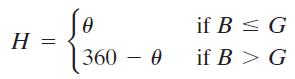 H = { θ if B ≤ G
360 − θ if B > G